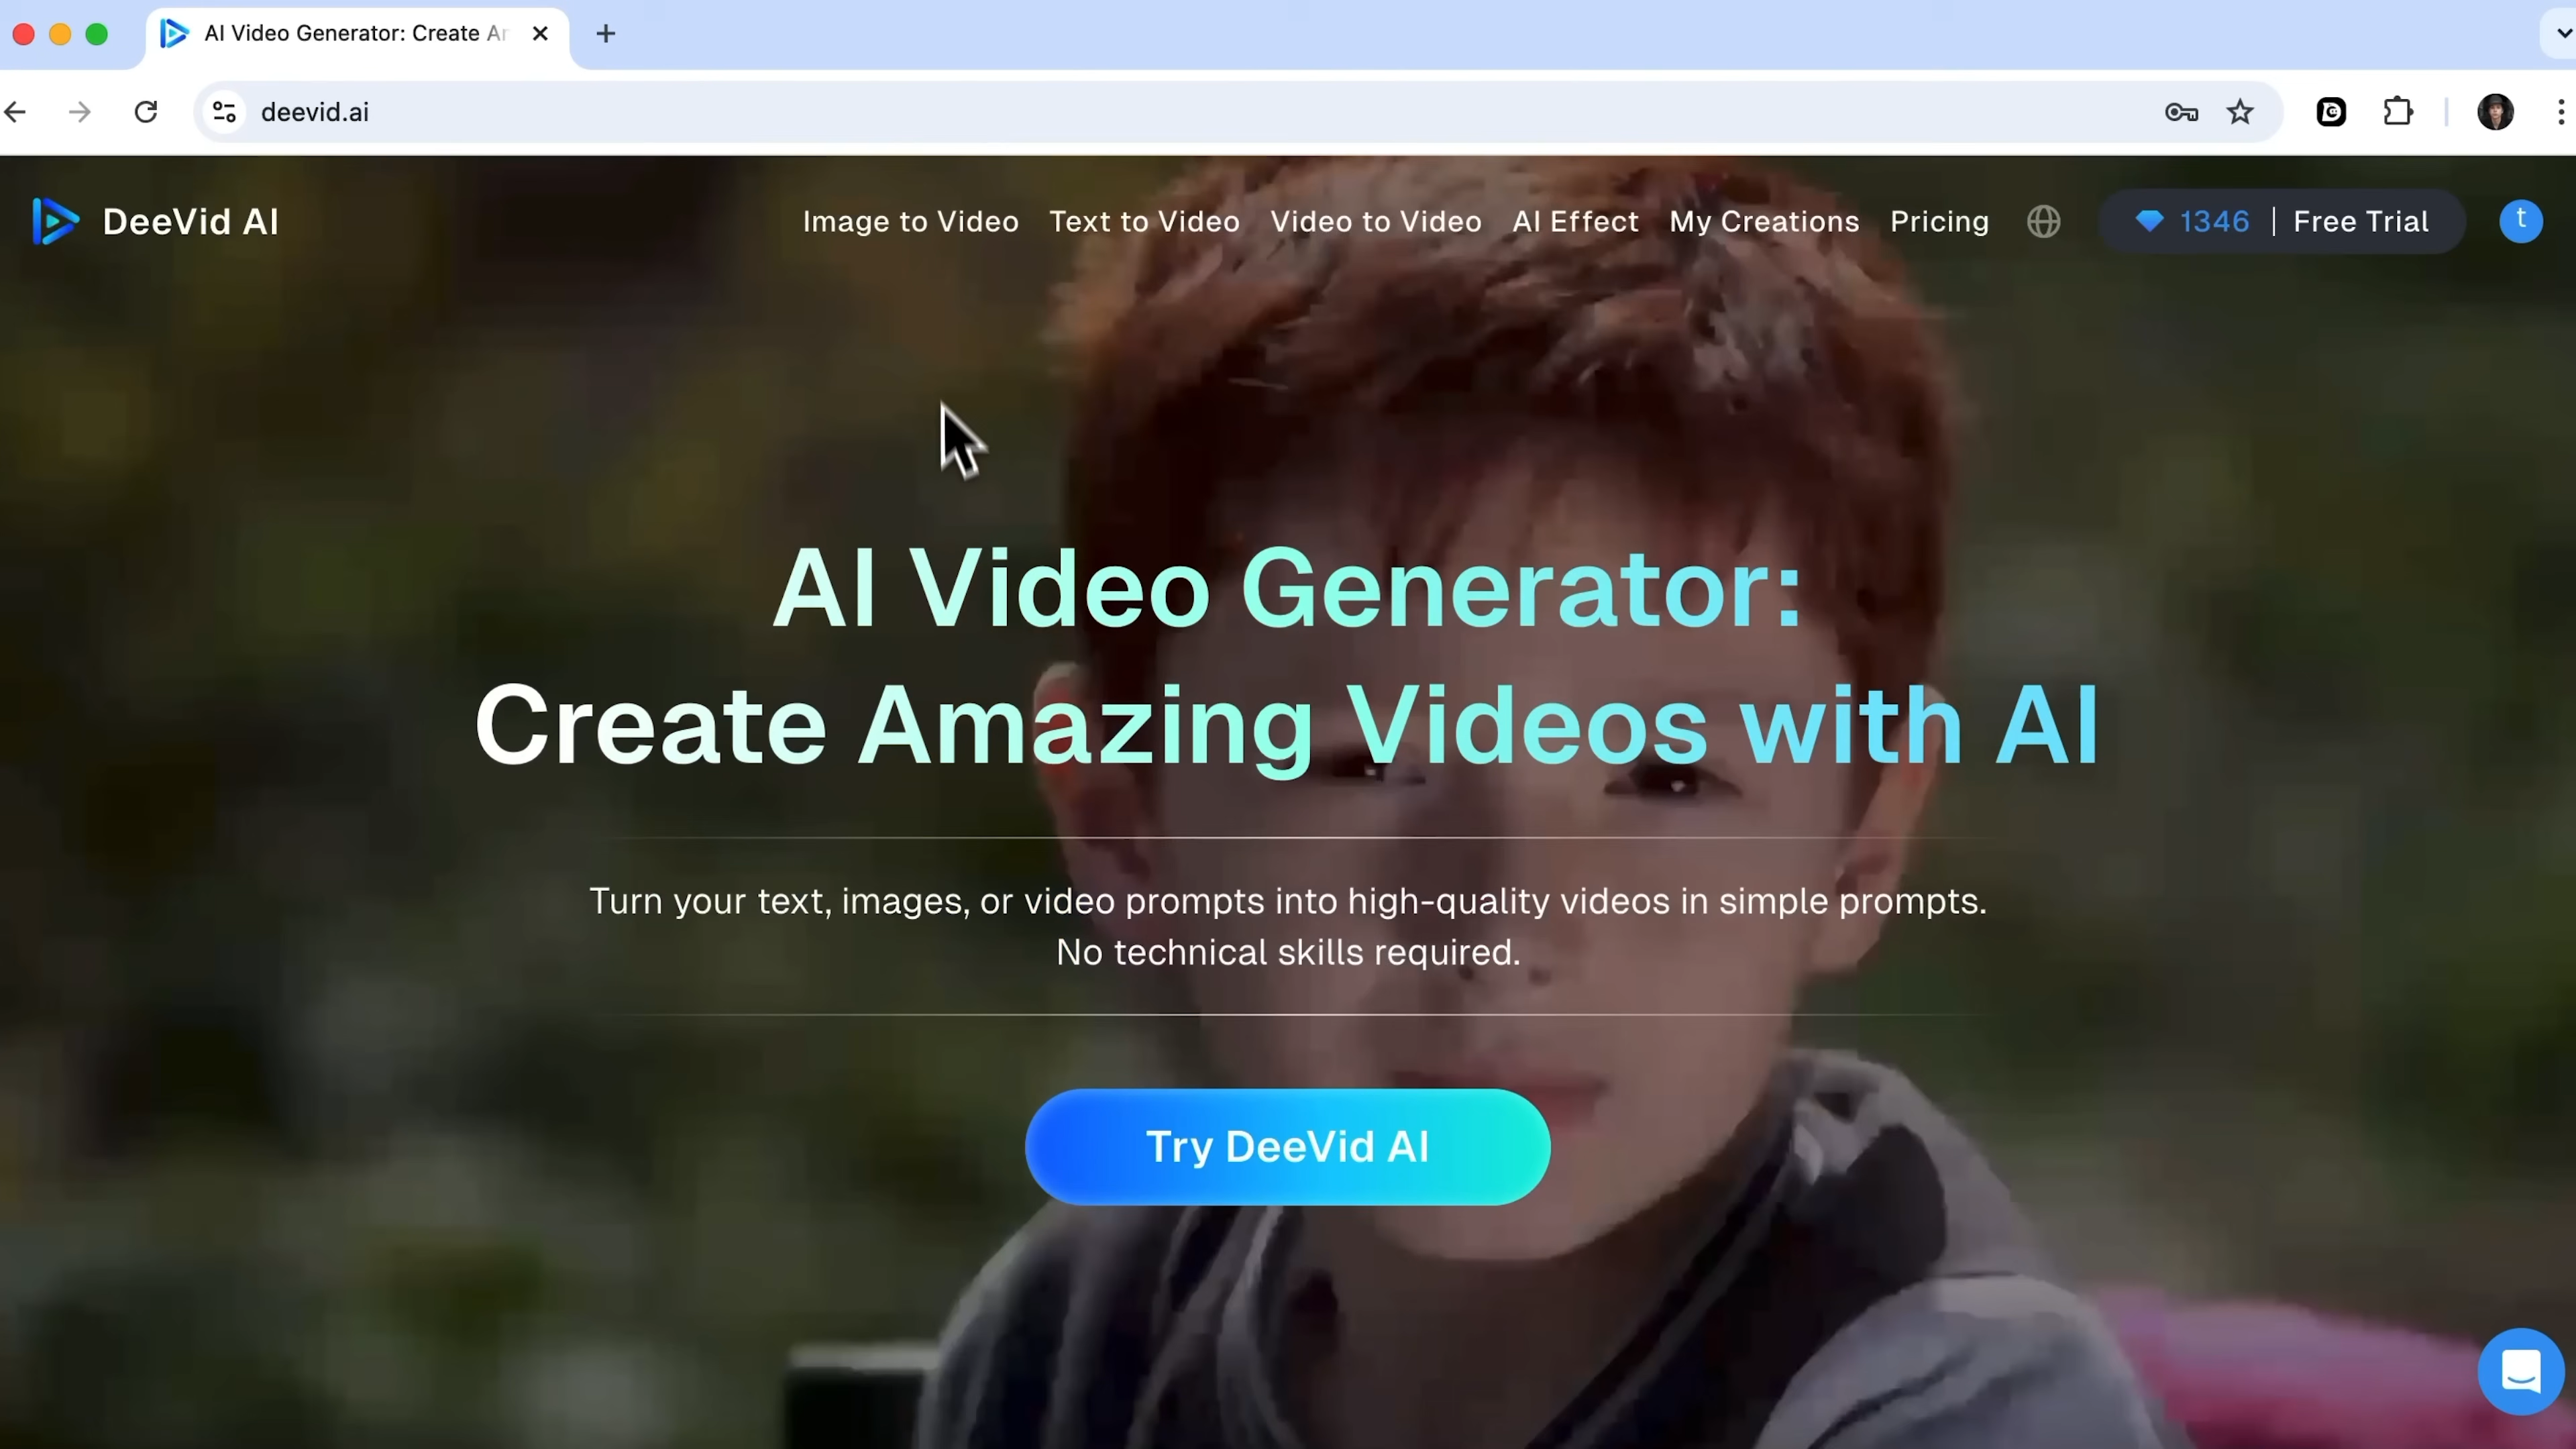 AI Video Generator: Create Ar
deevid.ai
DeeVid AI
Image to Video
Text to Video
Video to Video
AI Effect
My Creations
Pricing
1346 | Free Trial
t
AI Video Generator:
Create Amazing Videos with AI
Turn your text, images, or video prompts into high-quality videos in simple prompts.
No technical skills required.
Try DeeVid AI